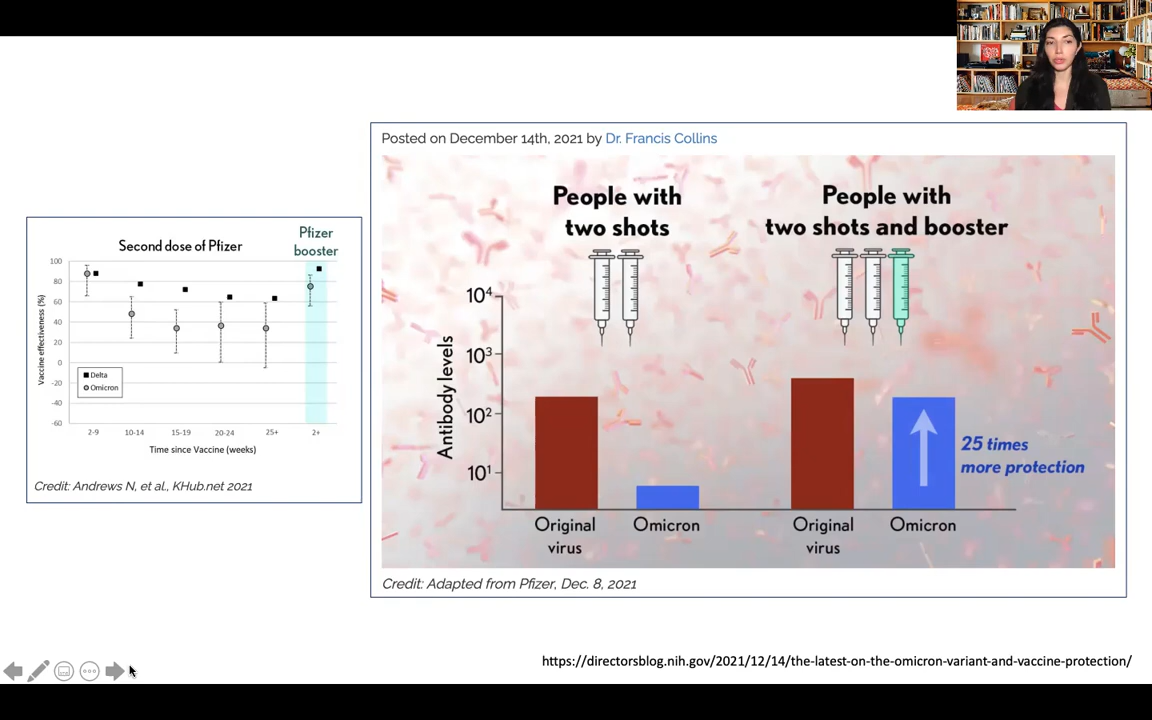 Posted on December 14th, 2021 by Dr. Francis Collins
Second dose of Pfizer
Pfizer
booster
Vaccine effectiveness (%)
100
80
60
40
20
0
-20
-40
-60
Delta
Omicron
2-9
10-14
15-19
20-24
25+
2+
Time since Vaccine (weeks)
Credit: Andrews N, et al., KHub.net 2021
People with
two shots
People with
two shots and booster
Antibody levels
10⁴
10³
10²
10¹
25 times
more protection
Original
virus
Omicron
Original
virus
Omicron
Credit: Adapted from Pfizer, Dec. 8, 2021
https://directorsblog.nih.gov/2021/12/14/the-latest-on-the-omicron-variant-and-vaccine-protection/